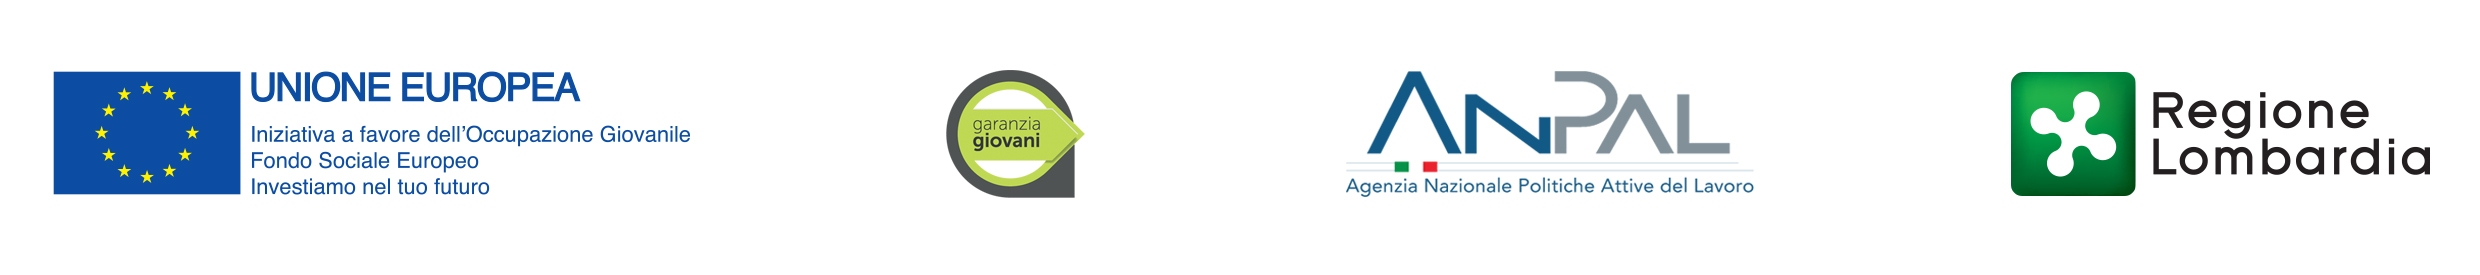 UNIONE EUROPEA
Iniziativa a favore dell'Occupazione Giovanile
Fondo Sociale Europeo
Investiamo nel tuo futuro
garanzia
giovani
ANPAL
Agenzia Nazionale Politiche Attive del Lavoro
Regione
Lombardia